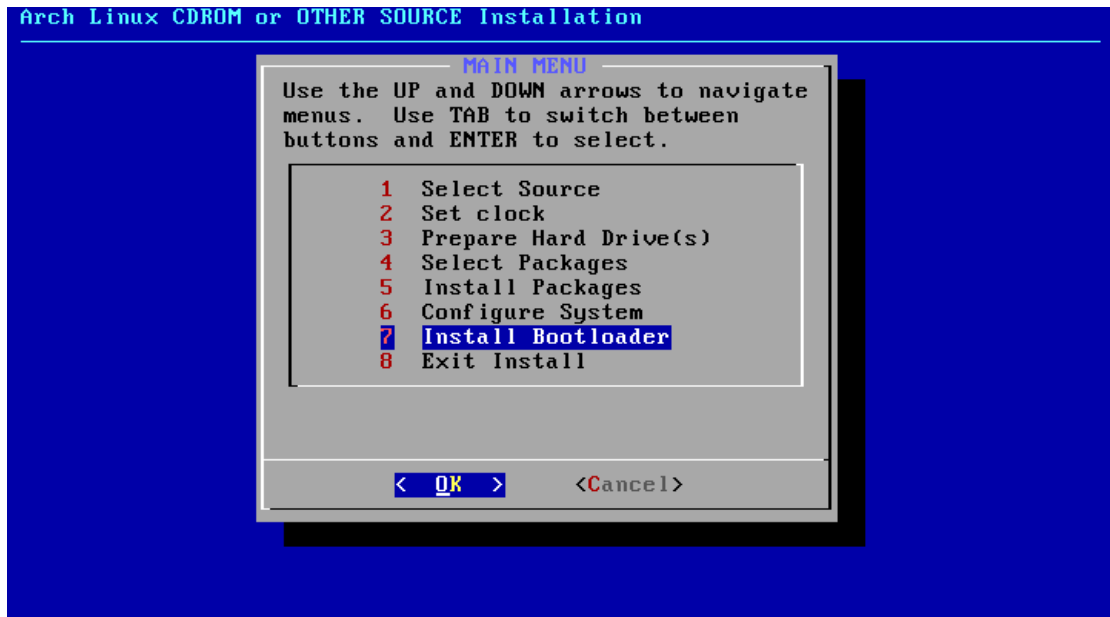 Arch Linux CDROM or OTHER SOURCE Installation
MAIN MENU
Use the UP and DOWN arrows to navigate
menus.  Use TAB to switch between
buttons and ENTER to select.
1  Select Source
2  Set clock
3  Prepare Hard Drive(s)
4  Select Packages
5  Install Packages
6  Configure System
7  Install Bootloader
8  Exit Install
<  OK  >      <Cancel>